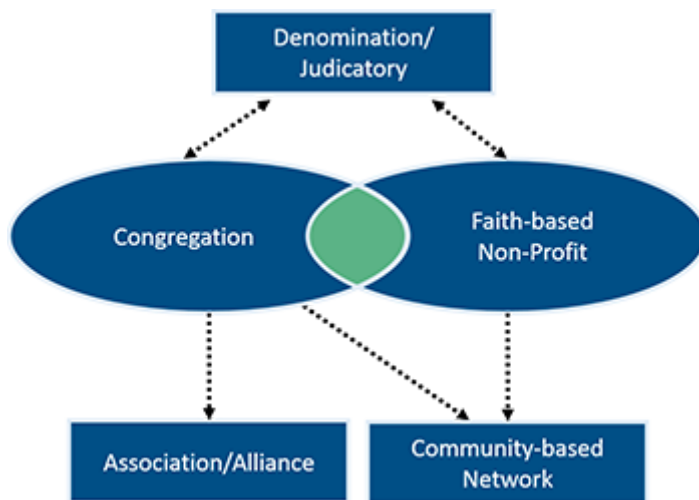 Denomination/
Judicatory
Congregation
Faith-based
Non-Profit
Association/Alliance
Community-based
Network